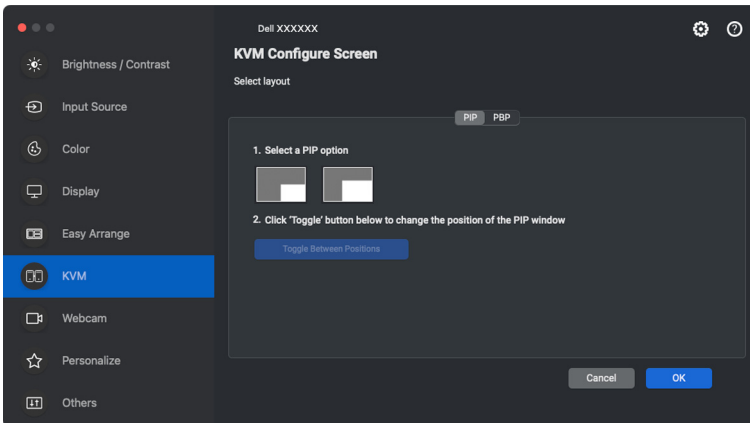 Dell XXXXXX
KVM Configure Screen
Select layout
Brightness / Contrast
Input Source
Color
Display
Easy Arrange
KVM
Webcam
Personalize
Others
PIP PBP
1. Select a PIP option
2. Click 'Toggle' button below to change the position of the PIP window
Toggle Between Positions
Cancel OK